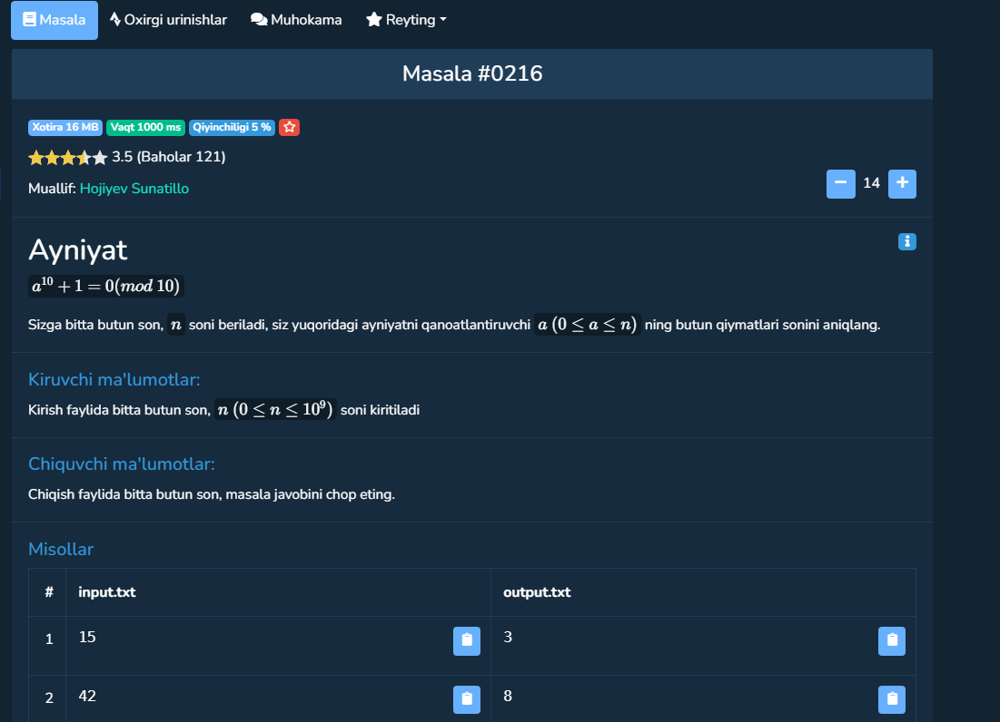 Masala Oxirgi urinishlar Muhokama Reyting
Masala #0216
Xotira 16 MB Vaqt 1000 ms Qiyinchiligi 5 %
3.5 (Baholar 121)
Muallif: Hojiyev Sunatillo
− 14 +
Ayniyat
a^10 + 1 = 0(mod 10)
Sizga bitta butun son, n soni beriladi, siz yuqoridagi ayniyatni qanoatlantiruvchi a (0 ≤ a ≤ n) ning butun qiymatlari sonini aniqlang.
Kiruvchi ma'lumotlar:
Kirish faylida bitta butun son, n (0 ≤ n ≤ 10^9) soni kiritiladi
Chiquvchi ma'lumotlar:
Chiqish faylida bitta butun son, masala javobini chop eting.
Misollar
# input.txt output.txt
1 15 3
2 42 8